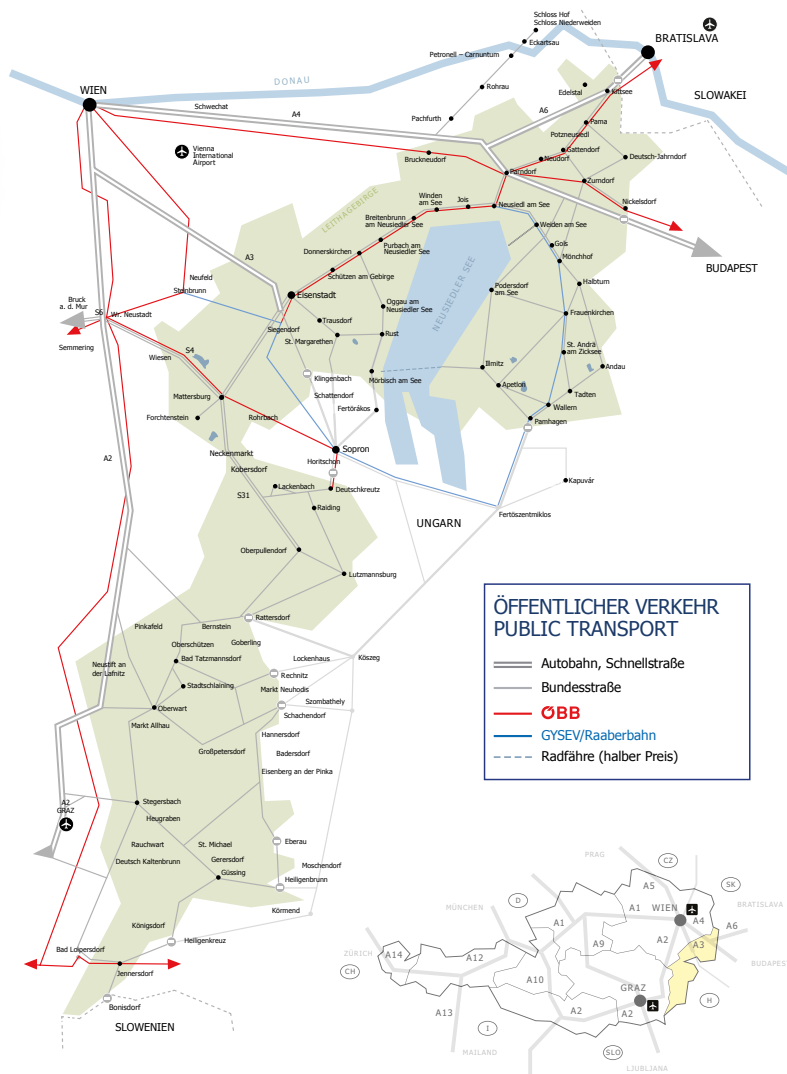 Schloss Hof
Schloss Niederweiden
Eckartsau
Petronell – Carnuntum
BRATISLAVA
SLOWAKEI
WIEN
DONAU
Rohrau
Edelstal
Kittsee
Schwechat
A4
A6
Pachfurth
Pama
Potzneusiedl
Gattendorf
Neudorf
Deutsch-Jahrndorf
Vienna
International
Airport
Bruckneudorf
Parndorf
Zurndorf
LEITHAGEBIRGE
Winden
am See
Jois
Neusiedl am See
Nickelsdorf
Breitenbrunn
am Neusiedler See
Weiden am See
Purbach am
Neusiedler See
Gols
Mönchhof
BUDAPEST
A3
Donnerskirchen
Schützen am Gebirge
NEUSIEDLER SEE
Neufeld
Steinbrunn
Eisenstadt
Podersdorf
am See
Halbturn
Bruck
a. d. Mur
S6
Wr. Neustadt
Oggau am
Neusiedler See
Trausdorf
Siegendorf
St. Margarethen
Rust
Frauenkirchen
Semmering
S4
Wiesen
St. Andrä
am Zicksee
Illmitz
Andau
Klingenbach
Mörbisch am See
Apetlon
Tadten
Mattersburg
Schattendorf
Forchtenstein
Rohrbach
Fertörákos
Wallern
Pamhagen
A2
Neckenmarkt
Sopron
Kobersdorf
Horitschon
Lackenbach
Deutschkreutz
Kapuvár
S31
Raiding
Fertöszentmiklos
UNGARN
Oberpullendorf
Lutzmannsburg
ÖFFENTLICHER VERKEHR
PUBLIC TRANSPORT
Autobahn, Schnellstraße
Bundesstraße
ÖBB
GYSEV/Raaberbahn
Radfähre (halber Preis)
Rattersdorf
Pinkafeld
Bernstein
Goberling
Oberschützen
Lockenhaus
Köszeg
Neustift an
der Lafnitz
Bad Tatzmannsdorf
Rechnitz
Stadtschlaining
Markt Neuhodis
Szombathely
Oberwart
Schachendorf
Markt Allhau
Hannersdorf
Großpetersdorf
Badersdorf
Eisenberg an der Pinka
A2
GRAZ
Stegersbach
Heugraben
Rauchwart
St. Michael
Eberau
Deutsch Kaltenbrunn
Gerersdorf
Moschendorf
Güssing
Heiligenbrunn
Körmend
Königsdorf
Heiligenkreuz
Bad Loipersdorf
Jennersdorf
Bonisdorf
SLOWENIEN
PRAG
CZ
A5
SK
MÜNCHEN
D
A1
WIEN
BRATISLAVA
A1
A4
A6
ZÜRICH
A9
A2
A3
A14
A12
BUDAPEST
CH
A10
GRAZ
H
A13
A2
A2
I
MAILAND
SLO
LJUBLJANA